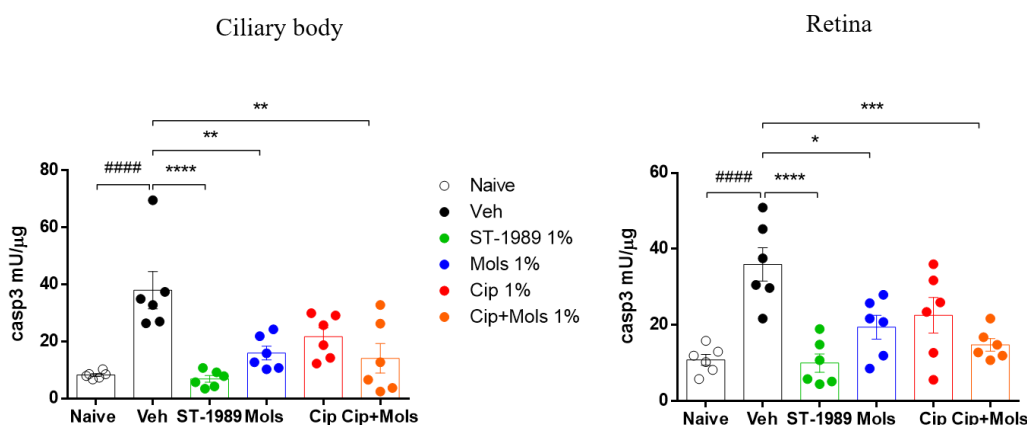 Ciliary body
**
**
####
****
80
60
40
20
0
casp3 mU/µg
Naive
Veh
ST-1989
Mols
Cip
Cip+Mols
Naive
Veh
ST-1989 1%
Mols 1%
Cip 1%
Cip+Mols 1%
Retina
***
*
####
****
60
40
20
0
casp3 mU/µg
Naive
Veh
ST-1989
Mols
Cip
Cip+Mols